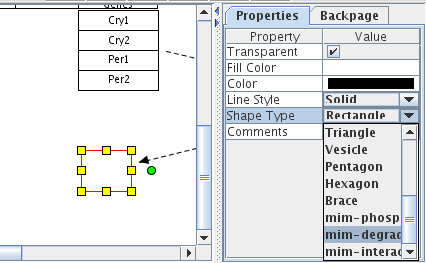 Cry1
Cry2
Per1
Per2
Properties Backpage
Property Value
Transparent
Fill Color
Color
Line Style Solid
Shape Type Rectangle
Comments
Triangle
Vesicle
Pentagon
Hexagon
Brace
mim-phosp
mim-degrad
mim-interac